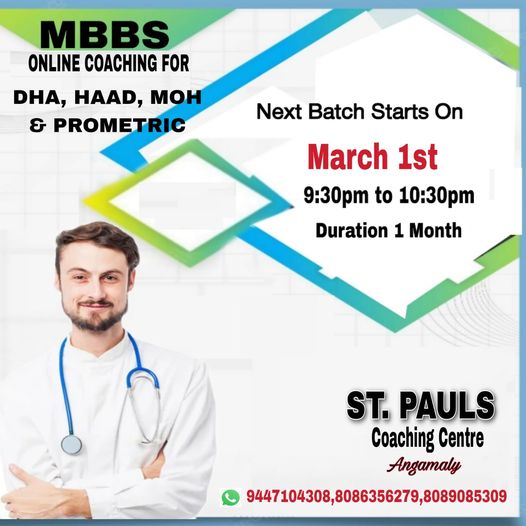 MBBS
ONLINE COACHING FOR
DHA, HAAD, MOH
& PROMETRIC
Next Batch Starts On
March 1st
9:30pm to 10:30pm
Duration 1 Month
ST. PAULS
Coaching Centre
Angamaly
9447104308,8086356279,8089085309